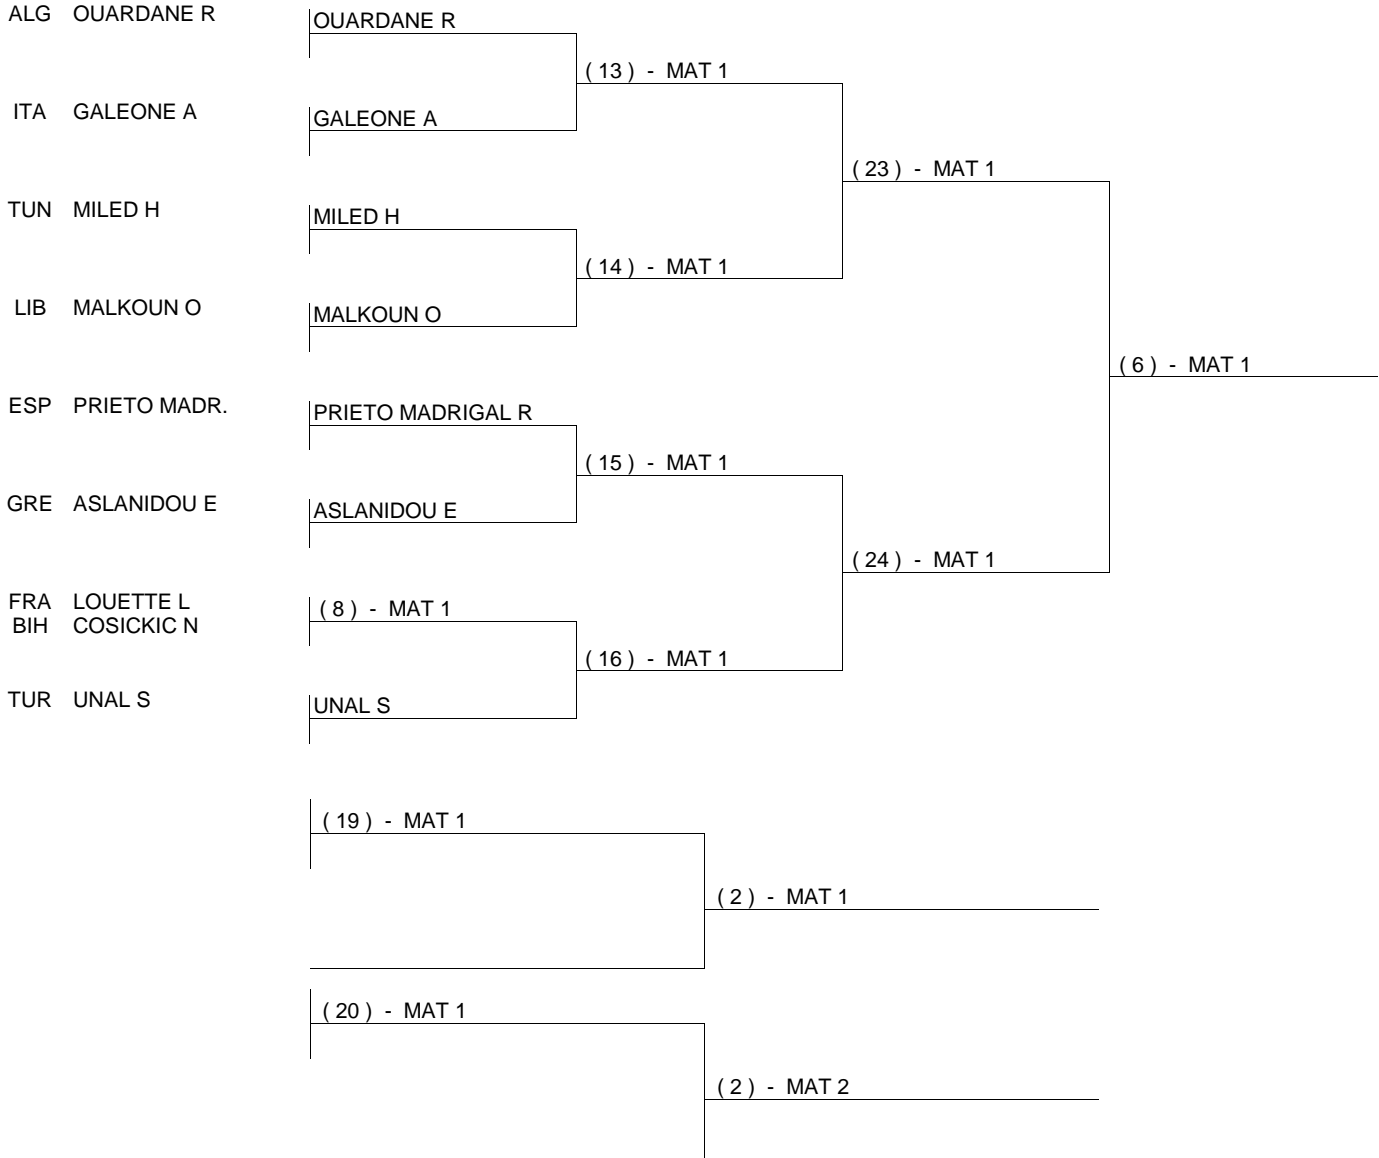 ALG OUARDANE R
OUARDANE R
( 13 ) - MAT 1
ITA GALEONE A
GALEONE A
( 23 ) - MAT 1
TUN MILED H
MILED H
( 14 ) - MAT 1
LIB MALKOUN O
MALKOUN O
( 6 ) - MAT 1
ESP PRIETO MADR.
PRIETO MADRIGAL R
( 15 ) - MAT 1
GRE ASLANIDOU E
ASLANIDOU E
( 24 ) - MAT 1
FRA LOUETTE L
BIH COSICKIC N
( 8 ) - MAT 1
( 16 ) - MAT 1
TUR UNAL S
UNAL S
( 19 ) - MAT 1
( 2 ) - MAT 1
( 20 ) - MAT 1
( 2 ) - MAT 2